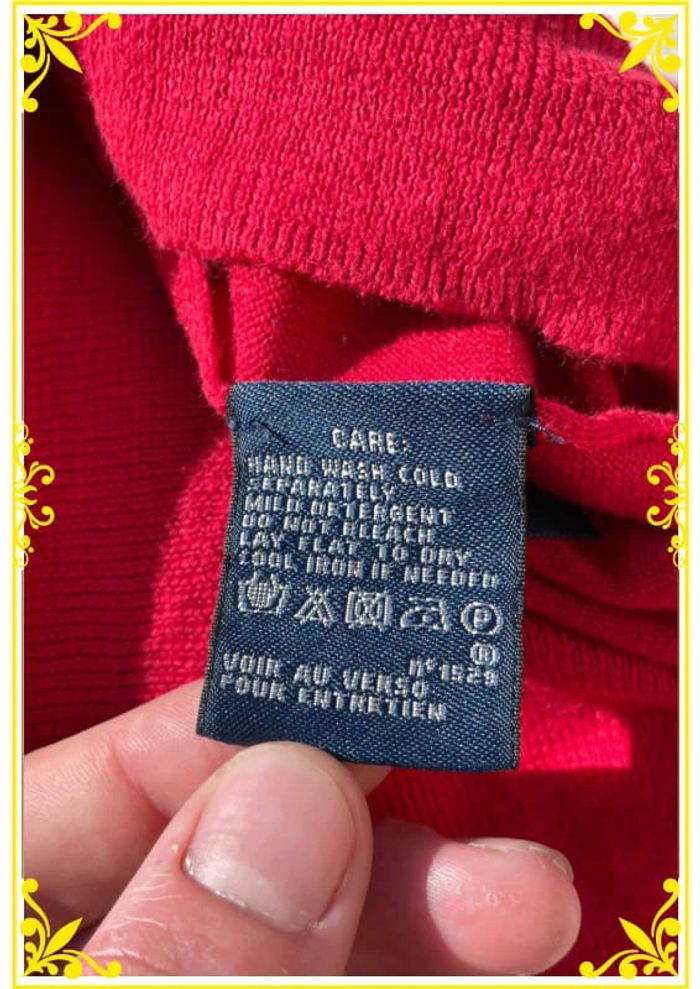 CARE:
HAND WASH COLD
SEPARATELY
MILD DETERGENT
DO NOT BLEACH
LAY FLAT TO DRY
COOL IRON IF NEEDED
P
®
n° 1529
VOIR AU VERSO
POUR ENTRETIEN